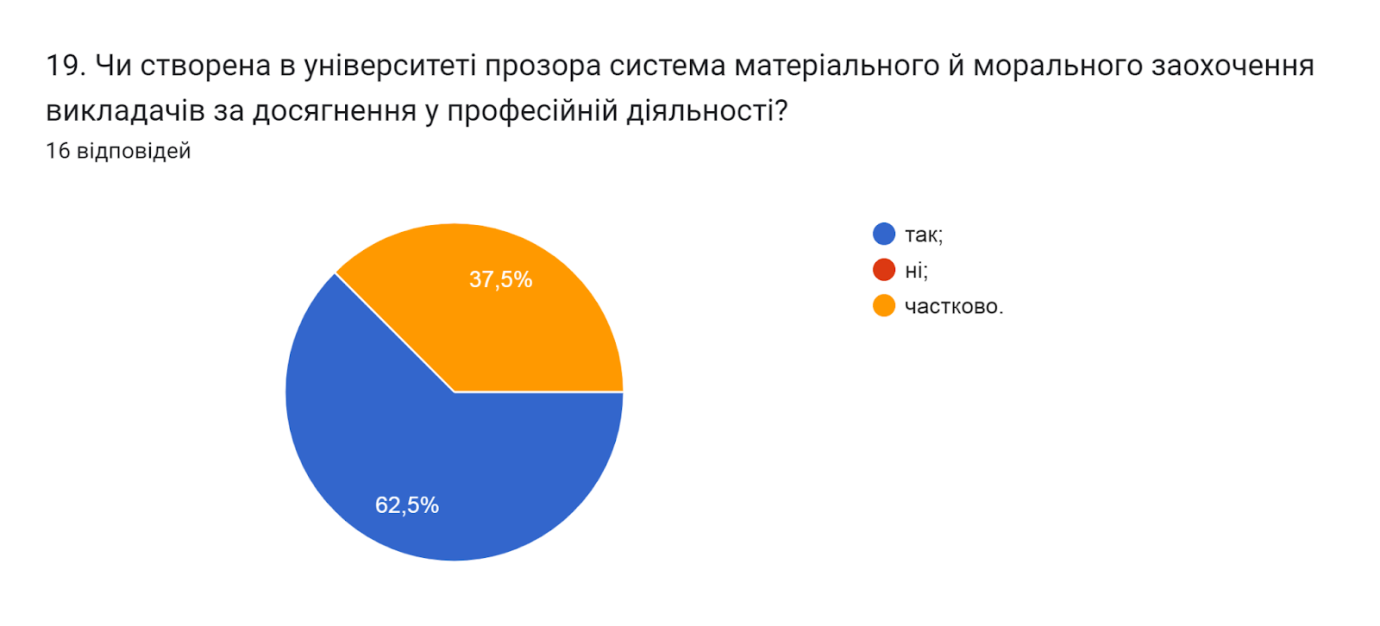 19. Чи створена в університеті прозора система матеріального й морального заохочення
викладачів за досягнення у професійній діяльності?
16 відповідей
так;
ні;
частково.
37,5%
62,5%